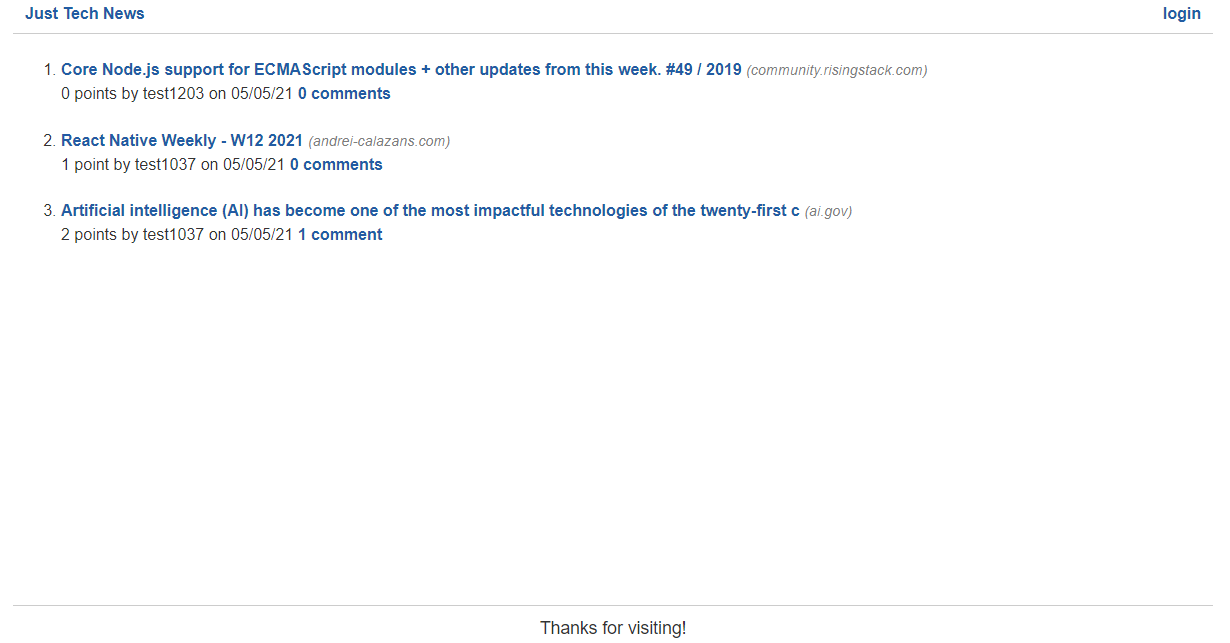 Just Tech News login
1. Core Node.js support for ECMAScript modules + other updates from this week. #49 / 2019 (community.risingstack.com)
0 points by test1203 on 05/05/21 0 comments
2. React Native Weekly - W12 2021 (andrei-calazans.com)
1 point by test1037 on 05/05/21 0 comments
3. Artificial intelligence (AI) has become one of the most impactful technologies of the twenty-first c (ai.gov)
2 points by test1037 on 05/05/21 1 comment
Thanks for visiting!